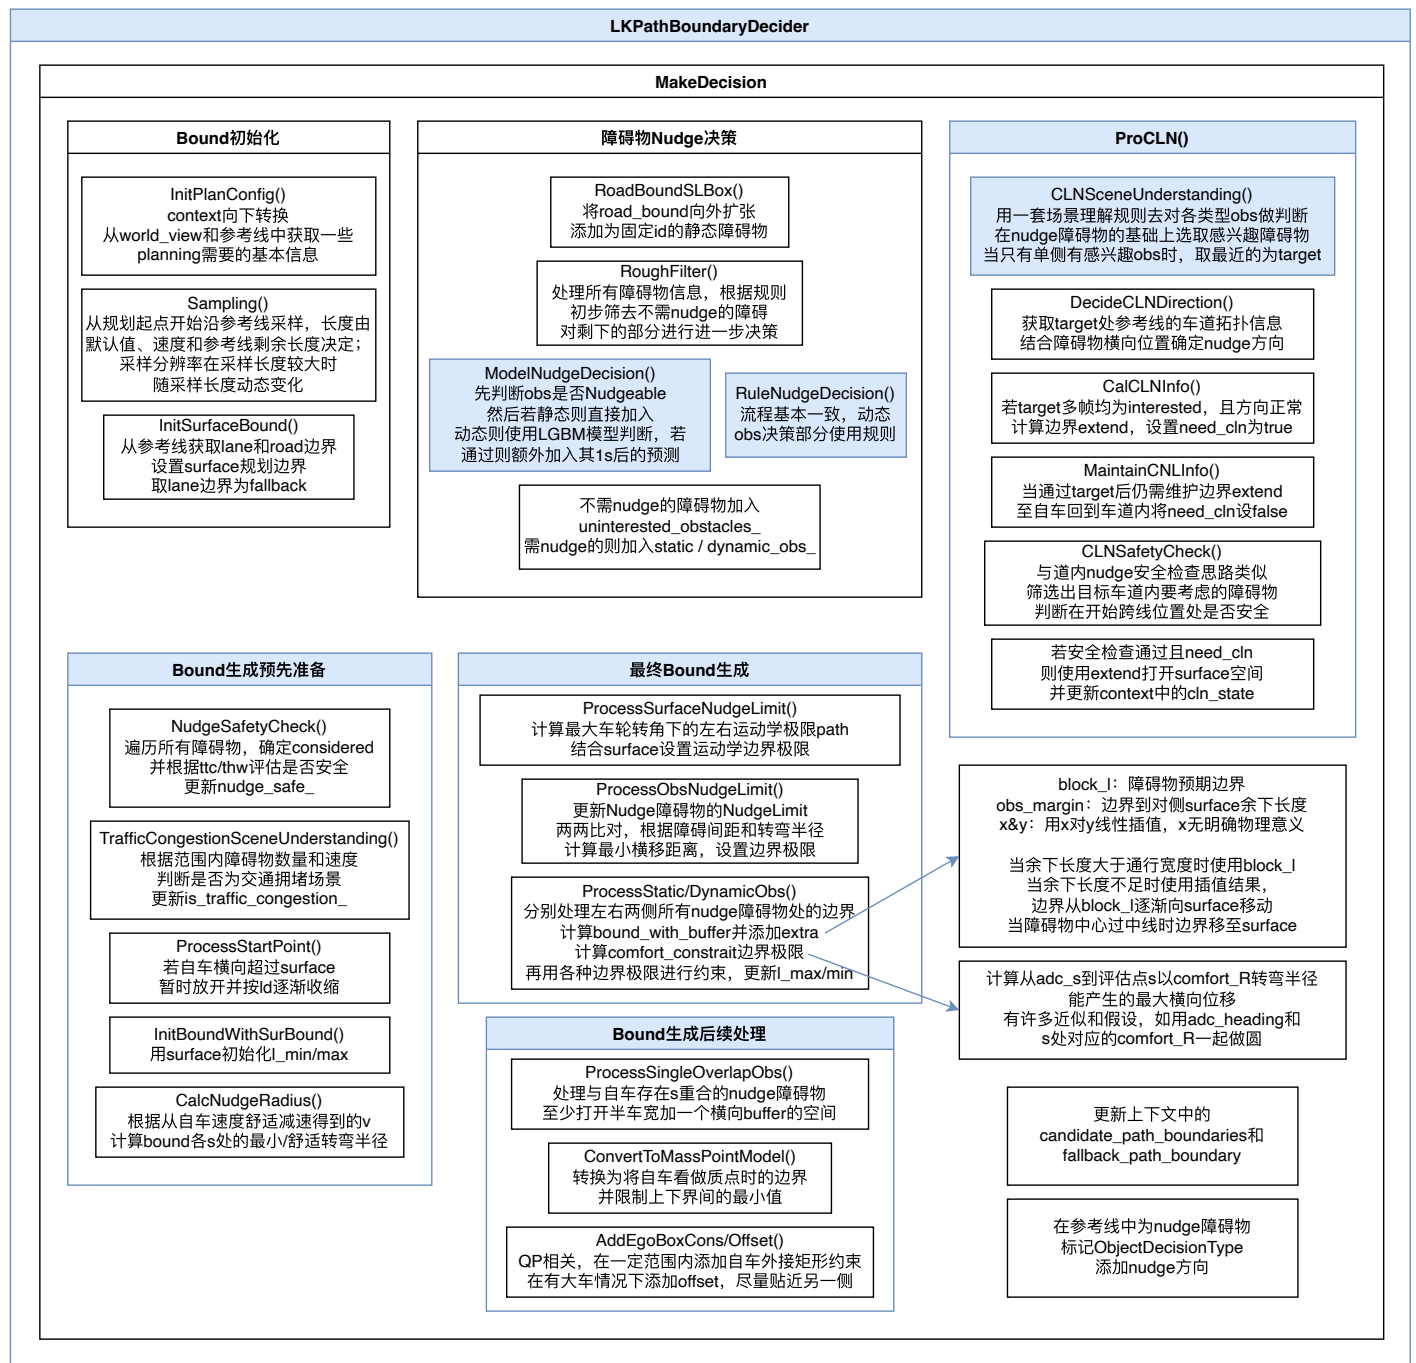 LKPathBoundaryDecider
MakeDecision
Bound初始化
InitPlanConfig()
context向下转换
从world_view和参考线中获取一些
planning需要的基本信息
Sampling()
从规划起点开始沿参考线采样，长度由
默认值、速度和参考线剩余长度决定；
采样分辨率在采样长度较大时
随采样长度动态变化
InitSurfaceBound()
从参考线获取lane和road边界
设置surface规划边界
取lane边界为fallback
障碍物Nudge决策
RoadBoundSLBox()
将road_bound向外扩张
添加为固定id的静态障碍物
RoughFilter()
处理所有障碍物信息，根据规则
初步筛去不需nudge的障碍
对剩下的部分进行进一步决策
ModelNudgeDecision()
先判断obs是否Nudgeable
然后若静态则直接加入
动态则使用LGBM模型判断，若
通过则额外加入其1s后的预测
RuleNudgeDecision()
流程基本一致，动态
obs决策部分使用规则
不需nudge的障碍物加入
uninterested_obstacles_
需nudge的则加入static / dynamic_obs_
ProCLN()
CLNSceneUnderstanding()
用一套场景理解规则去对各类型obs做判断
在nudge障碍物的基础上选取感兴趣障碍物
当只有单侧有感兴趣obs时，取最近的为target
DecideCLNDirection()
获取target处参考线的车道拓扑信息
结合障碍物横向位置确定nudge方向
CalCLNInfo()
若target多帧均为interested，且方向正常
计算边界extend，设置need_cln为true
MaintainCNLInfo()
当通过target后仍需维护边界extend
至自车回到车道内将need_cln设false
CLNSafetyCheck()
与道内nudge安全检查思路类似
筛选出目标车道内要考虑的障碍物
判断在开始跨线位置处是否安全
若安全检查通过且need_cln
则使用extend打开surface空间
并更新context中的cln_state
Bound生成预先准备
NudgeSafetyCheck()
遍历所有障碍物，确定considered
并根据ttc/thw评估是否安全
更新nudge_safe_
TrafficCongestionSceneUnderstanding()
根据范围内障碍物数量和速度
判断是否为交通拥堵场景
更新is_traffic_congestion_
ProcessStartPoint()
若自车横向超过surface
暂时放开并按ld逐渐收缩
InitBoundWithSurBound()
用surface初始化l_min/max
CalcNudgeRadius()
根据从自车速度舒适减速得到的v
计算bound各s处的最小/舒适转弯半径
最终Bound生成
ProcessSurfaceNudgeLimit()
计算最大车轮转角下的左右运动学极限path
结合surface设置运动学边界极限
ProcessObsNudgeLimit()
更新Nudge障碍物的NudgeLimit
两两比对，根据障碍间距和转弯半径
计算最小横移距离，设置边界极限
ProcessStatic/DynamicObs()
分别处理左右两侧所有nudge障碍物处的边界
计算bound_with_buffer并添加extra
计算comfort_constrait边界极限
再用各种边界极限进行约束，更新l_max/min
Bound生成后续处理
ProcessSingleOverlapObs()
处理与自车存在s重合的nudge障碍物
至少打开半车宽加一个横向buffer的空间
ConvertToMassPointModel()
转换为将自车看做质点时的边界
并限制上下界间的最小值
AddEgoBoxCons/Offset()
QP相关，在一定范围内添加自车外接矩形约束
在有大车情况下添加offset，尽量贴近另一侧
block_l：障碍物预期边界
obs_margin：边界到对侧surface余下长度
x&y：用x对y线性插值，x无明确物理意义
当余下长度大于通行宽度时使用block_l
当余下长度不足时使用插值结果，
边界从block_l逐渐向surface移动
当障碍物中心过中线时边界移至surface
计算从adc_s到评估点s以comfort_R转弯半径
能产生的最大横向位移
有许多近似和假设，如用adc_heading和
s处对应的comfort_R一起做圆
更新上下文中的
candidate_path_boundaries和
fallback_path_boundary
在参考线中为nudge障碍物
标记ObjectDecisionType
添加nudge方向